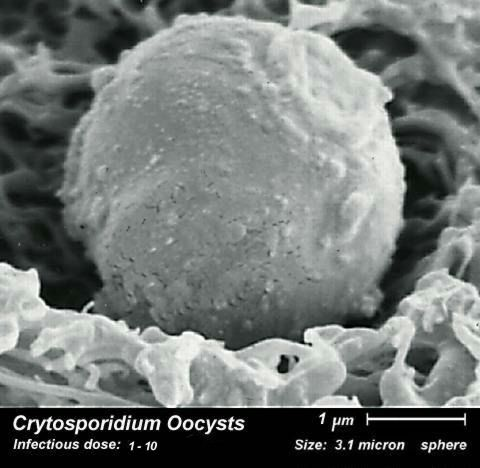 Crytosporidium Oocysts 1 µm
Infectious dose: 1 - 10 Size: 3.1 micron sphere